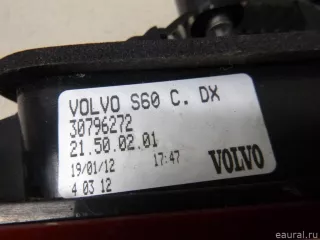 VOLVO S60 C. DX
30796272
21.50.02.01
19/01/12 17:47
4 03 12 VOLVO
eaural.ru